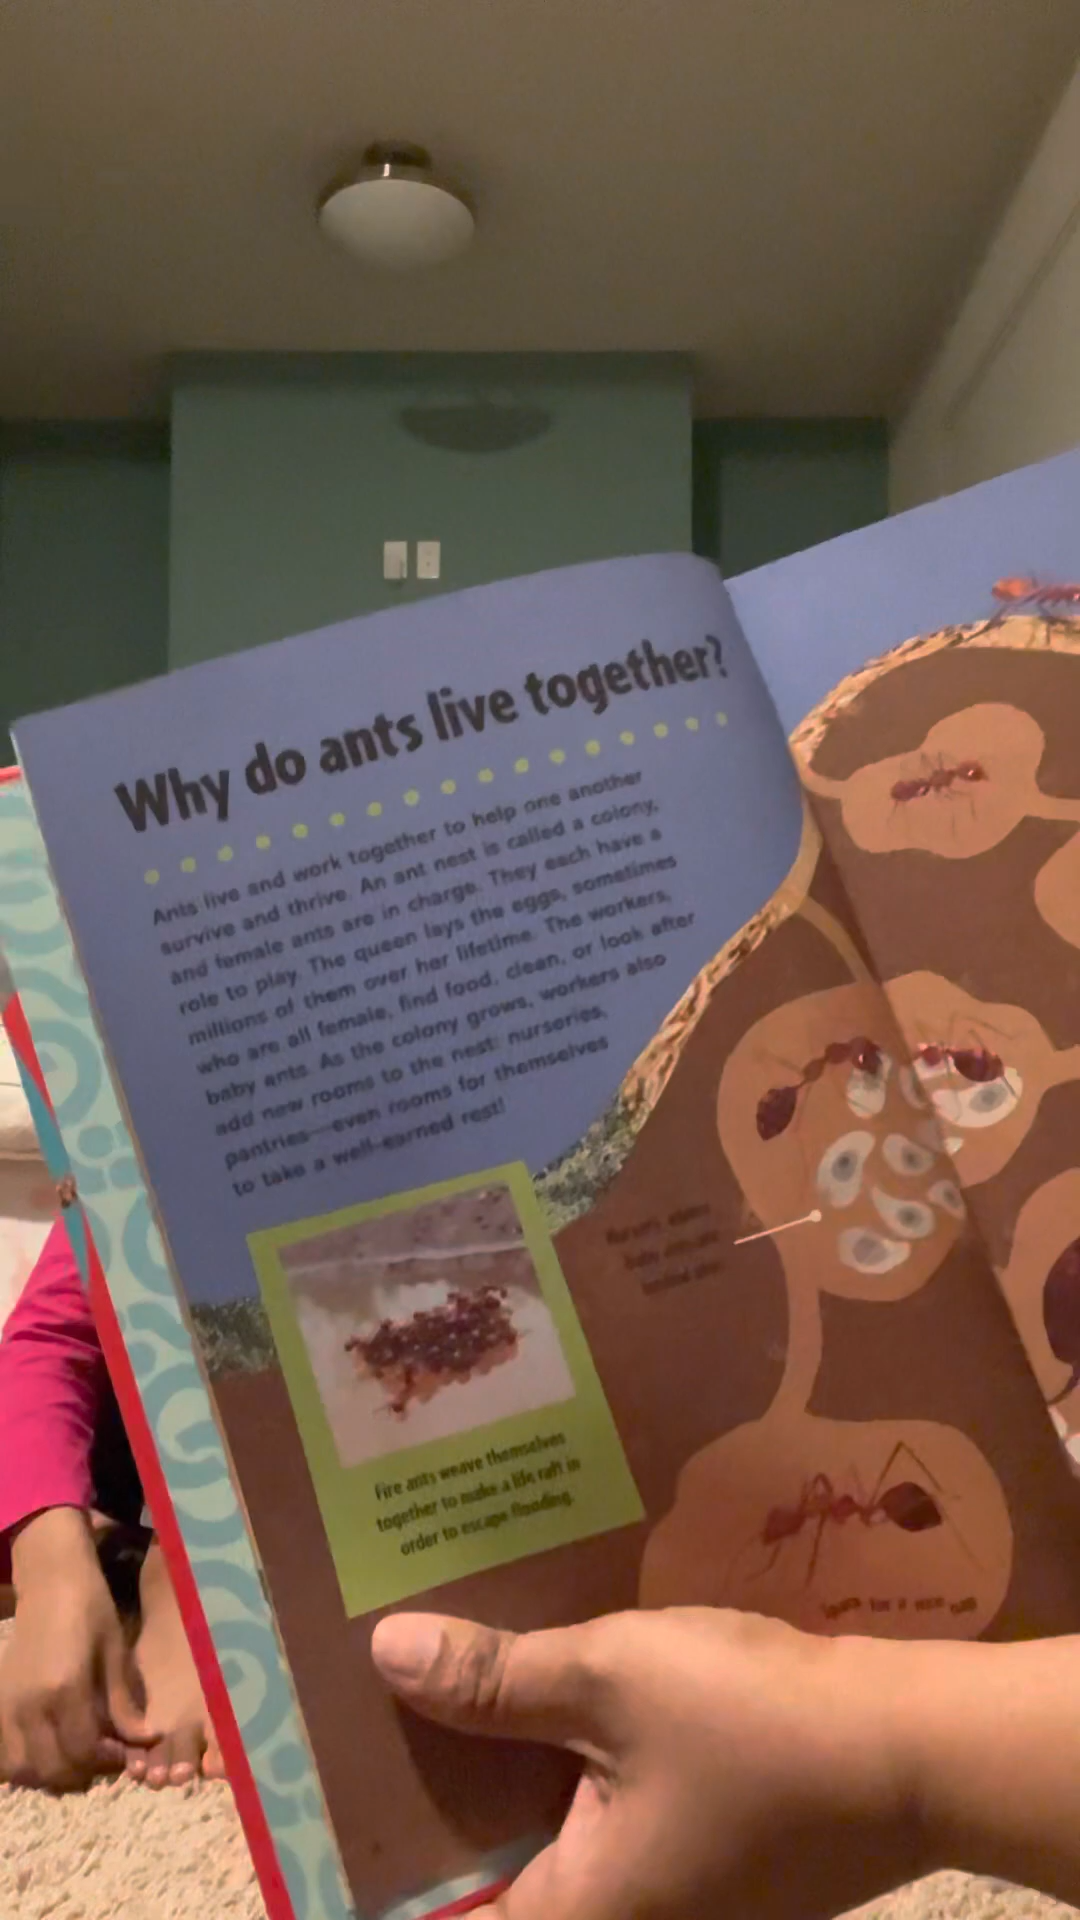 Why do ants live together?
Ants live and work together to help one another
survive and thrive. An ant nest is called a colony,
and female ants are in charge. They each have a
role to play. The queen lays the eggs, sometimes
millions of them over her lifetime. The workers,
who are all female, find food, clean, or look after
baby ants. As the colony grows, workers also
add new rooms to the nest: nurseries,
pantries—even rooms for themselves
to take a well-earned rest!
Fire ants weave themselves
together to make a life raft in
order to escape flooding.